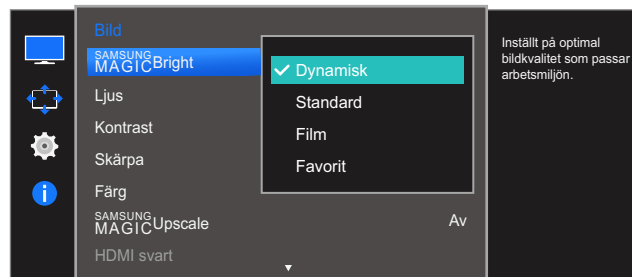 Bild
SAMSUNG MAGICBright
Dynamisk
Standard
Film
Favorit
Ljus
Kontrast
Skärpa
Färg
SAMSUNG MAGICUpscale Av
HDMI svart
Inställt på optimal
bildkvalitet som passar
arbetsmiljön.